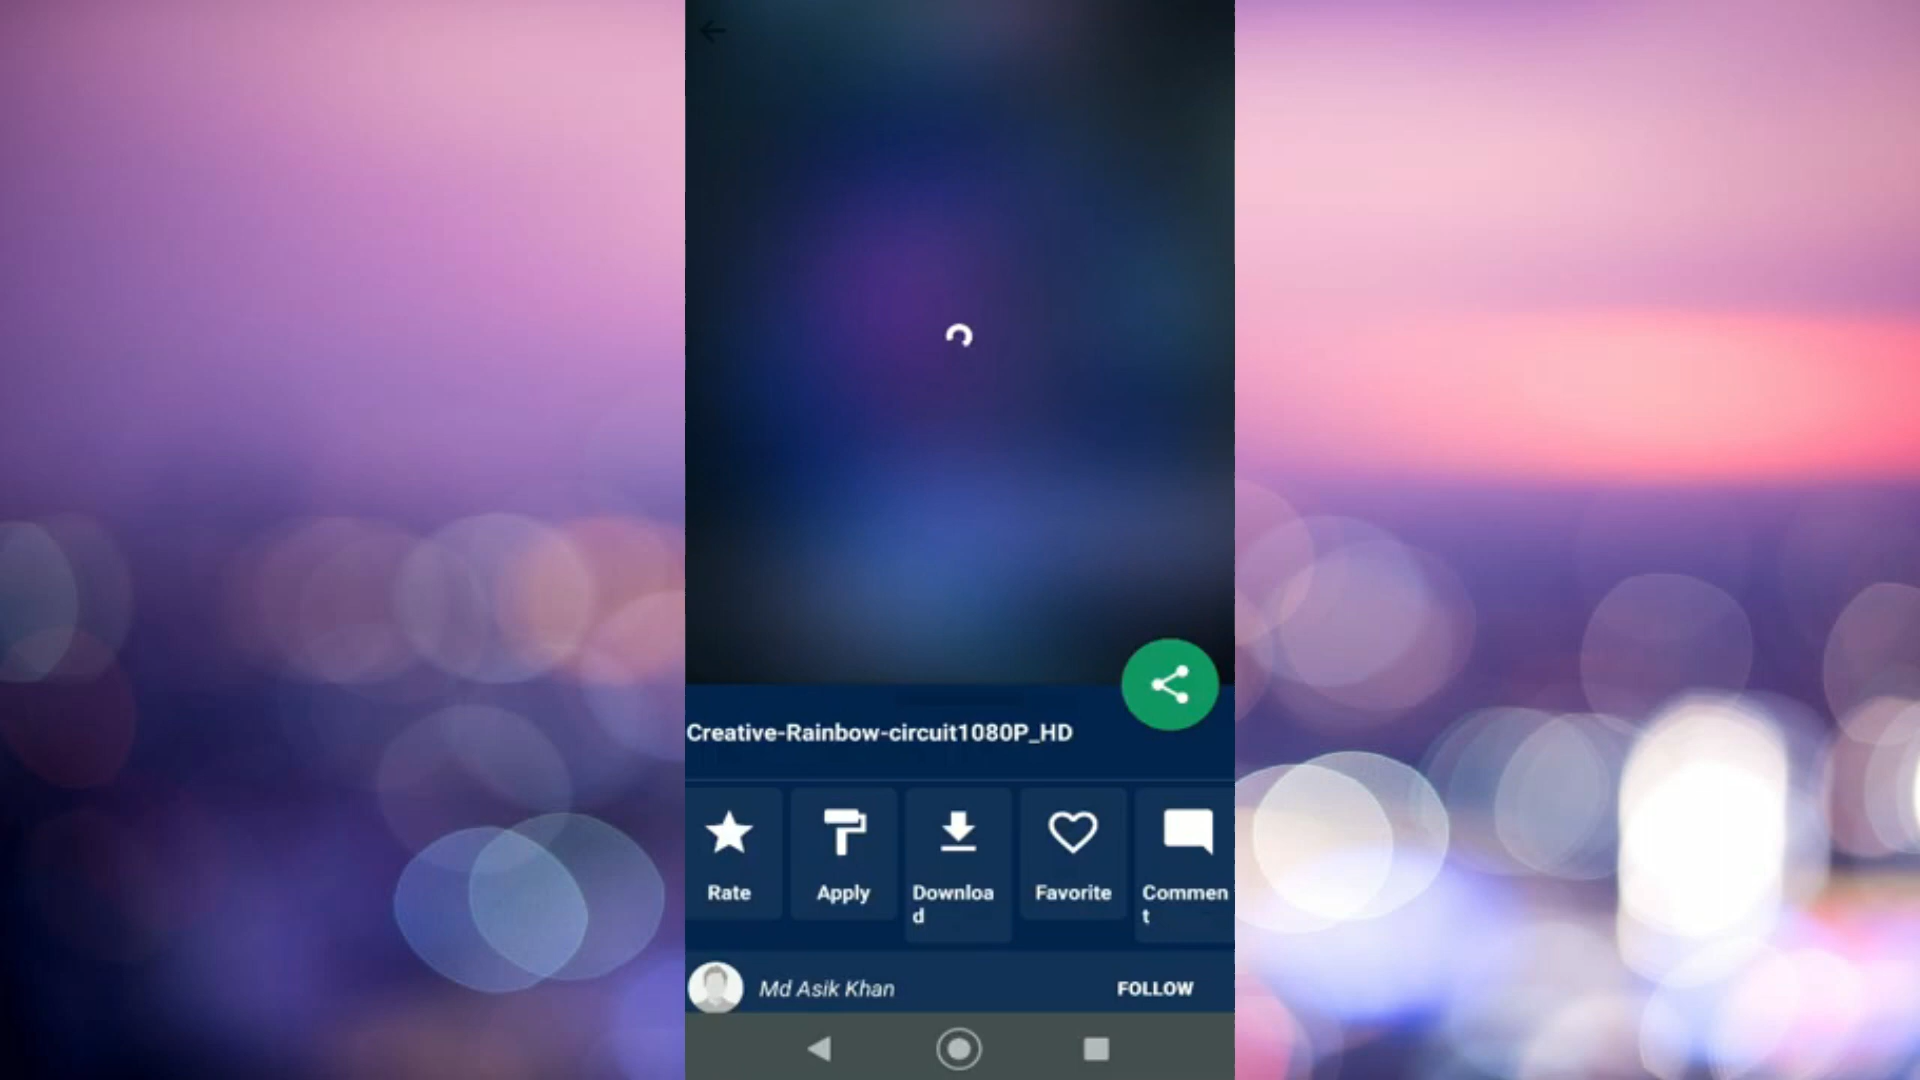 Creative-Rainbow-circuit1080P_HD
Rate
Apply
Downloa
d
Favorite
Commen
t
Md Asik Khan
FOLLOW